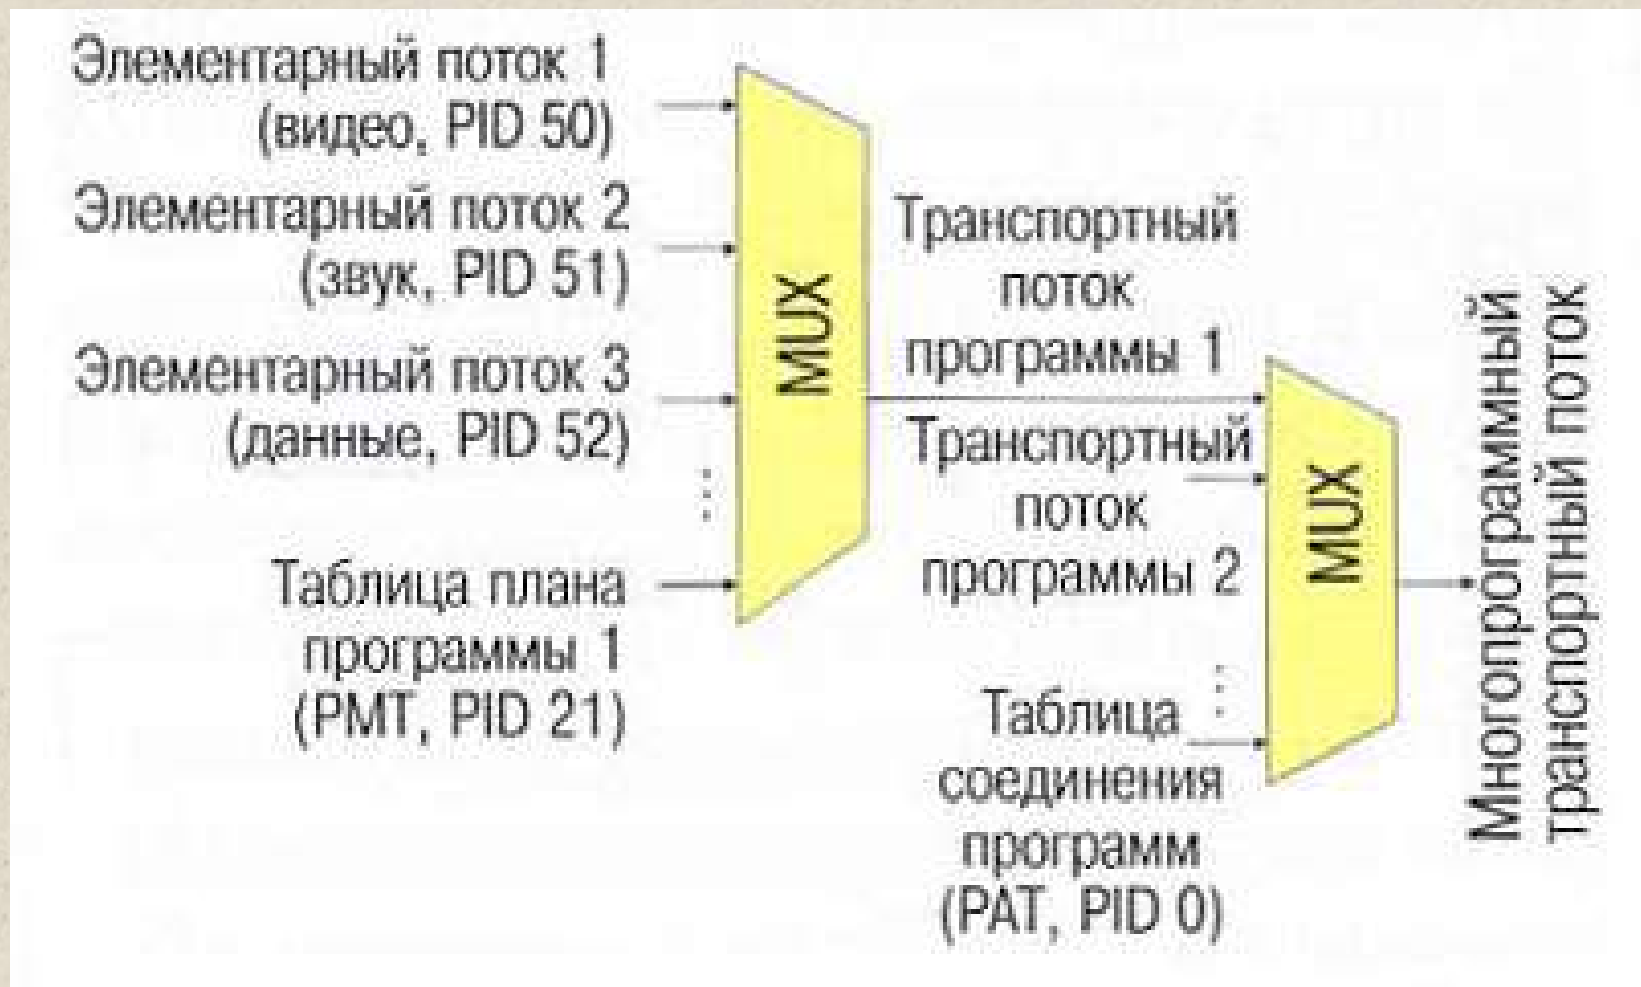 Элементарный поток 1
(видео, PID 50)
Элементарный поток 2
(звук, PID 51)
Элементарный поток 3
(данные, PID 52)
Таблица плана
программы 1
(PMT, PID 21)
MUX
Транспортный
поток
программы 1
Транспортный
поток
программы 2
Таблица
соединения
программ
(PAT, PID 0)
MUX
Многопрограммный
транспортный поток